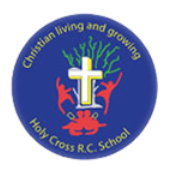 Christian living and growing
Holy Cross R.C. School